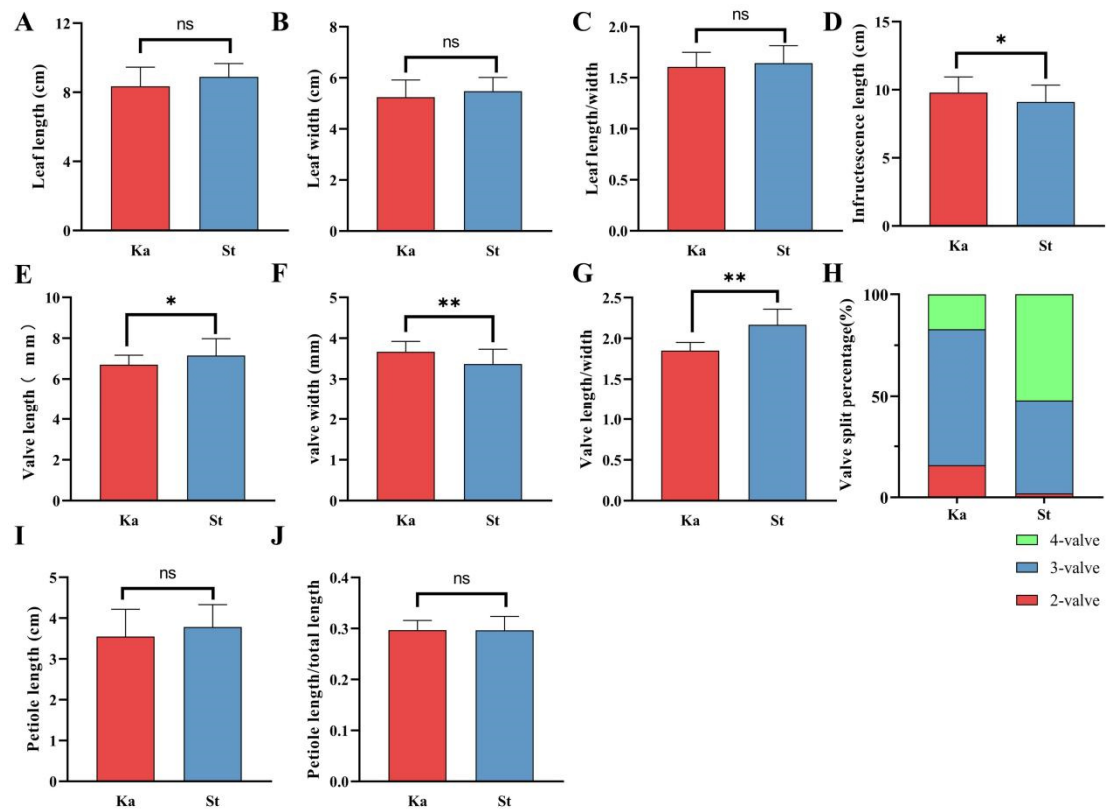 A
Leaf length (cm)
12
8
4
0
ns
Ka St
B
Leaf width (cm)
8
6
4
2
0
ns
Ka St
C
Leaf length/width
2.0
1.5
1.0
0.5
0.0
ns
Ka St
D
Infructescence length (cm)
15
10
5
0
*
Ka St
E
Valve length ( mm)
10
8
6
4
2
0
*
Ka St
F
valve width (mm)
5
4
3
2
1
0
**
Ka St
G
Valve length/width
2.5
2.0
1.5
1.0
0.5
0.0
**
Ka St
H
Valve split percentage(%)
100
50
0
Ka St
4-valve
3-valve
2-valve
I
Petiole length (cm)
5
4
3
2
1
0
ns
Ka St
J
Petiole length/total length
0.4
0.3
0.2
0.1
0.0
ns
Ka St